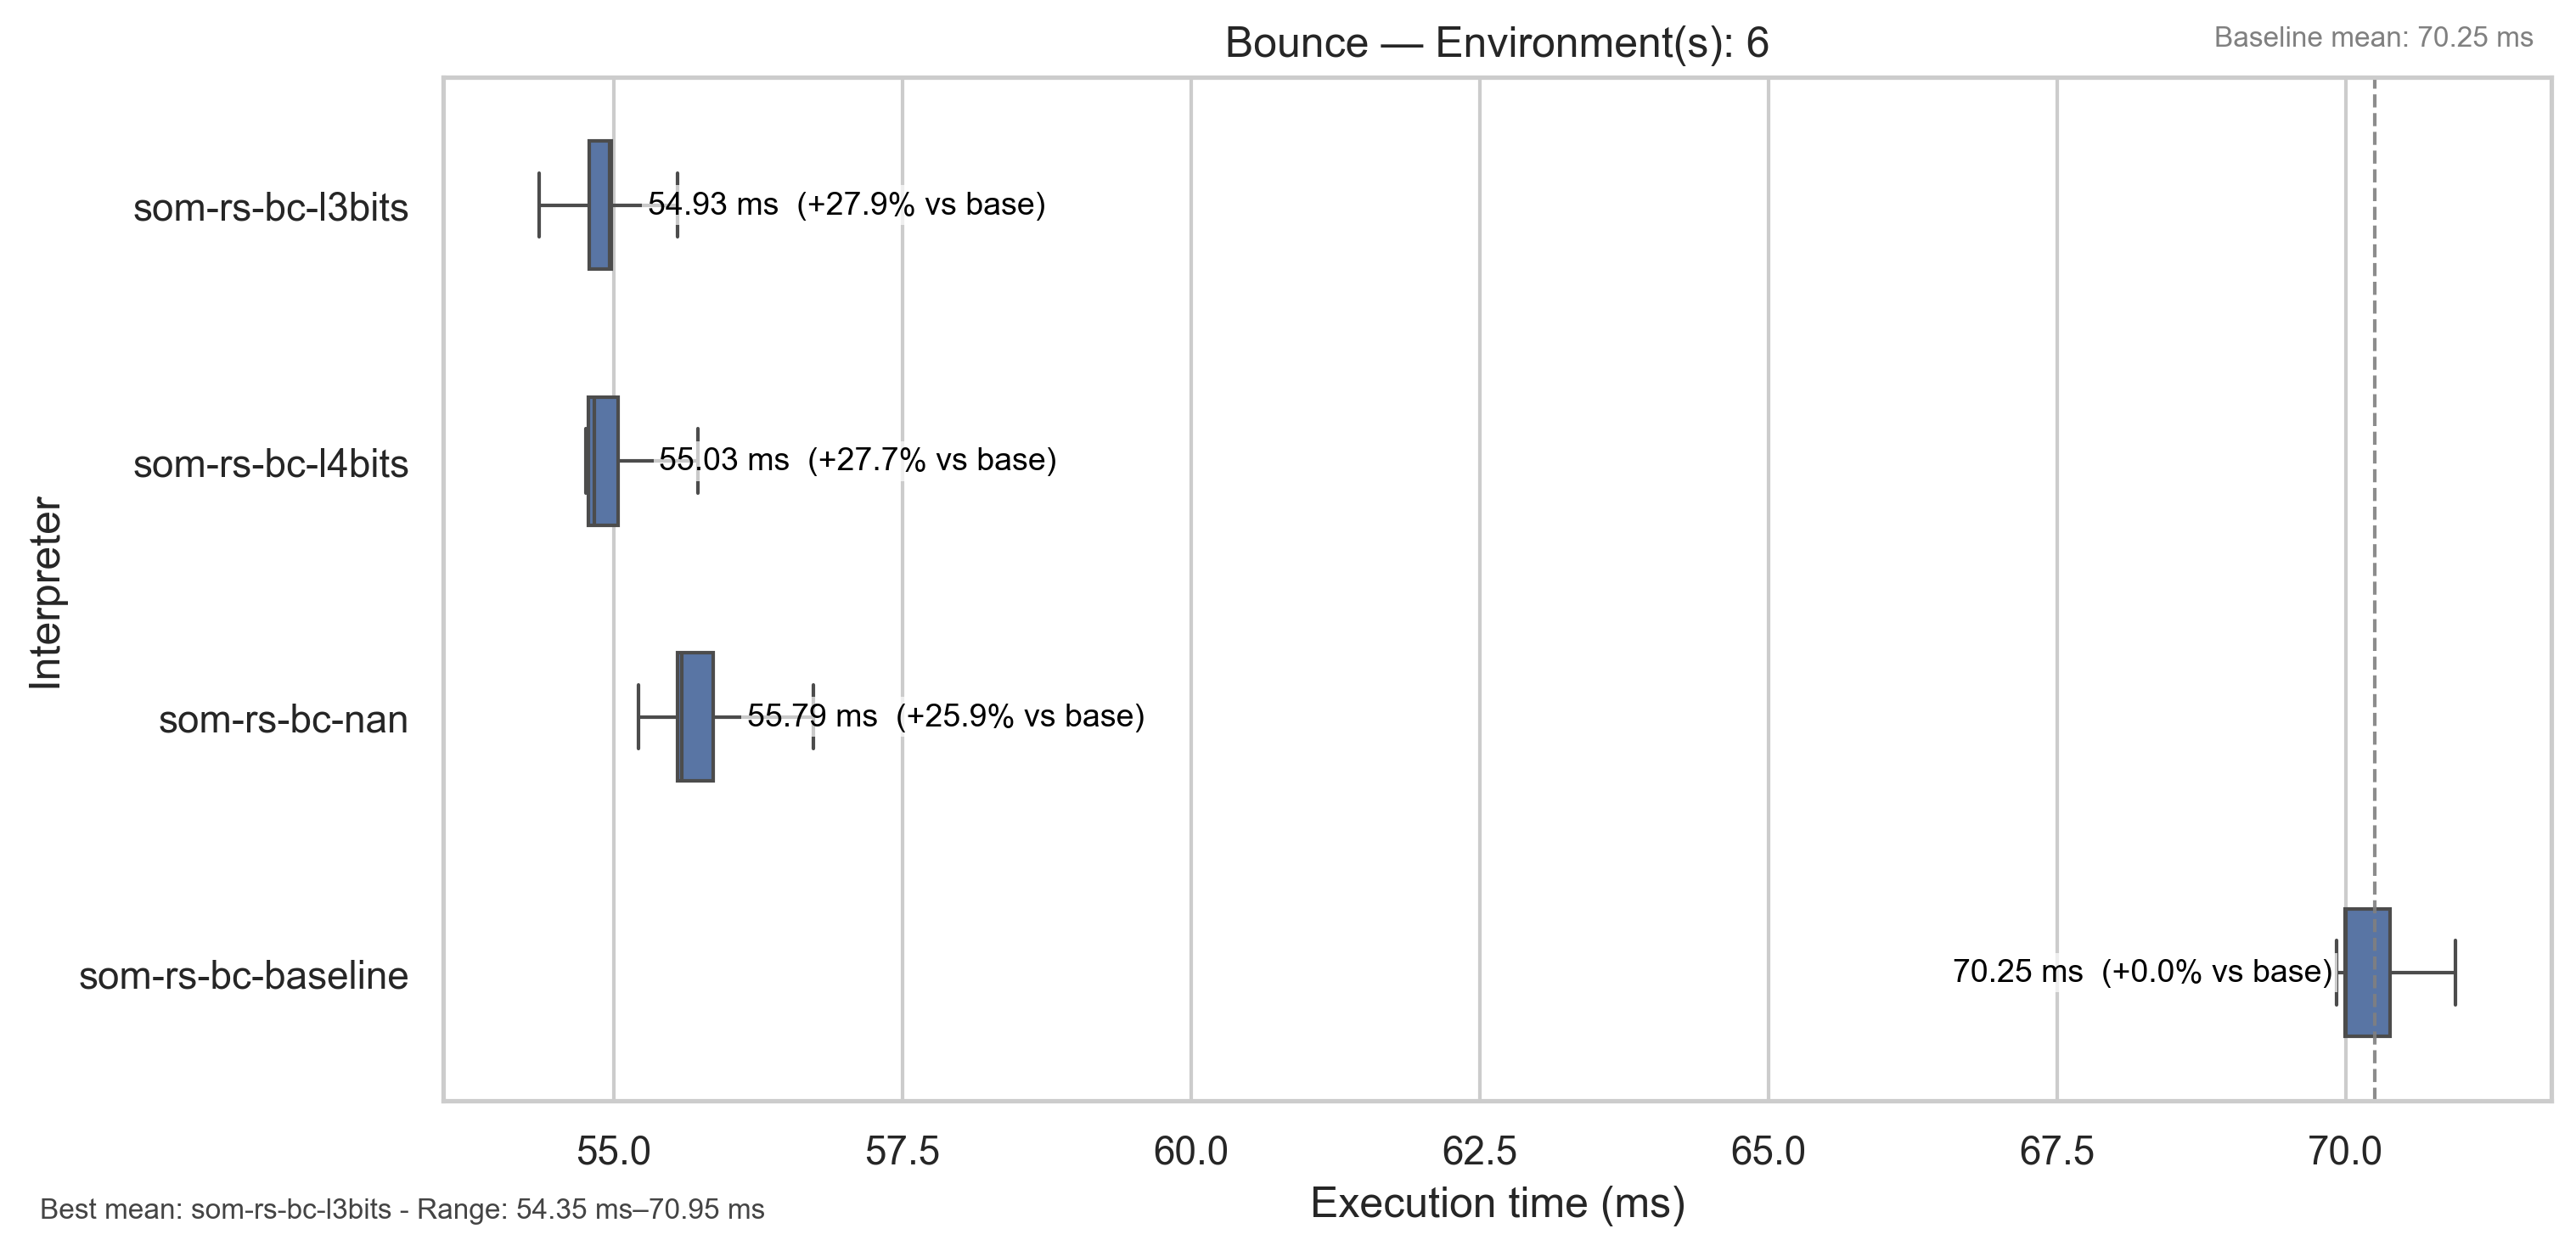 Bounce — Environment(s): 6
Baseline mean: 70.25 ms
Interpreter
som-rs-bc-l3bits
54.93 ms  (+27.9% vs base)
som-rs-bc-l4bits
55.03 ms  (+27.7% vs base)
som-rs-bc-nan
55.79 ms  (+25.9% vs base)
som-rs-bc-baseline
70.25 ms  (+0.0% vs base)
55.0 57.5 60.0 62.5 65.0 67.5 70.0
Execution time (ms)
Best mean: som-rs-bc-l3bits - Range: 54.35 ms–70.95 ms